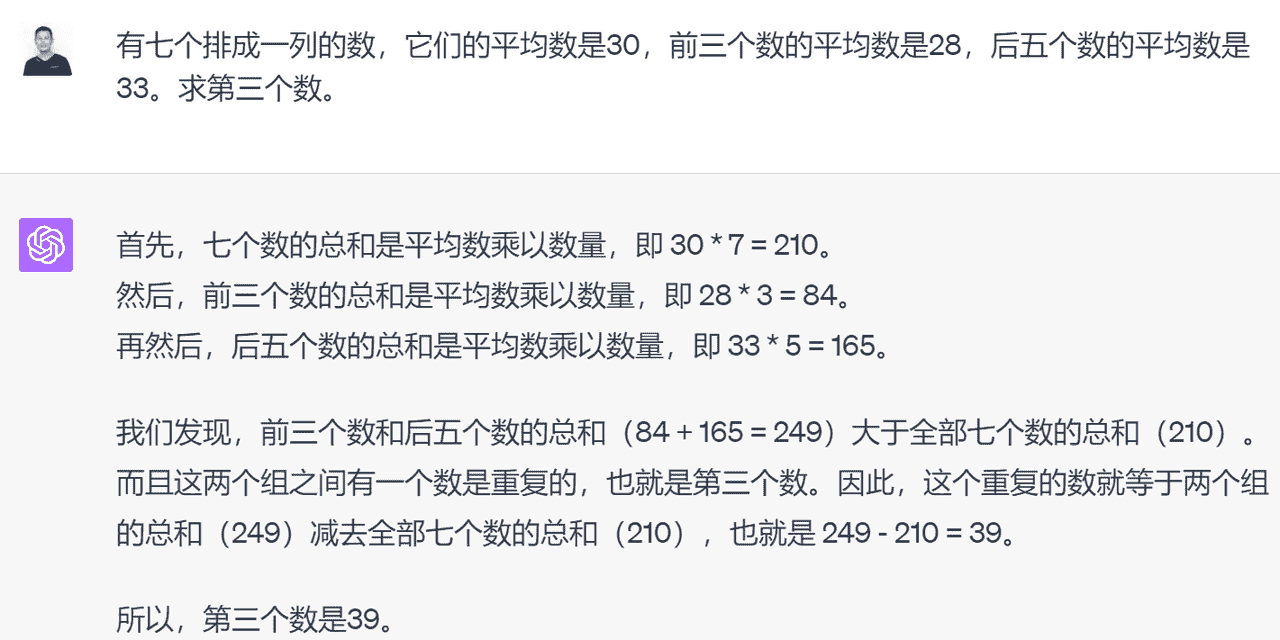 有七个排成一列的数，它们的平均数是30，前三个数的平均数是28，后五个数的平均数是
33。求第三个数。
首先，七个数的总和是平均数乘以数量，即 30 * 7 = 210。
然后，前三个数的总和是平均数乘以数量，即 28 * 3 = 84。
再然后，后五个数的总和是平均数乘以数量，即 33 * 5 = 165。
我们发现，前三个数和后五个数的总和（84 + 165 = 249）大于全部七个数的总和（210）。
而且这两个组之间有一个数是重复的，也就是第三个数。因此，这个重复的数就等于两个组
的总和（249）减去全部七个数的总和（210），也就是 249 - 210 = 39。
所以，第三个数是39。